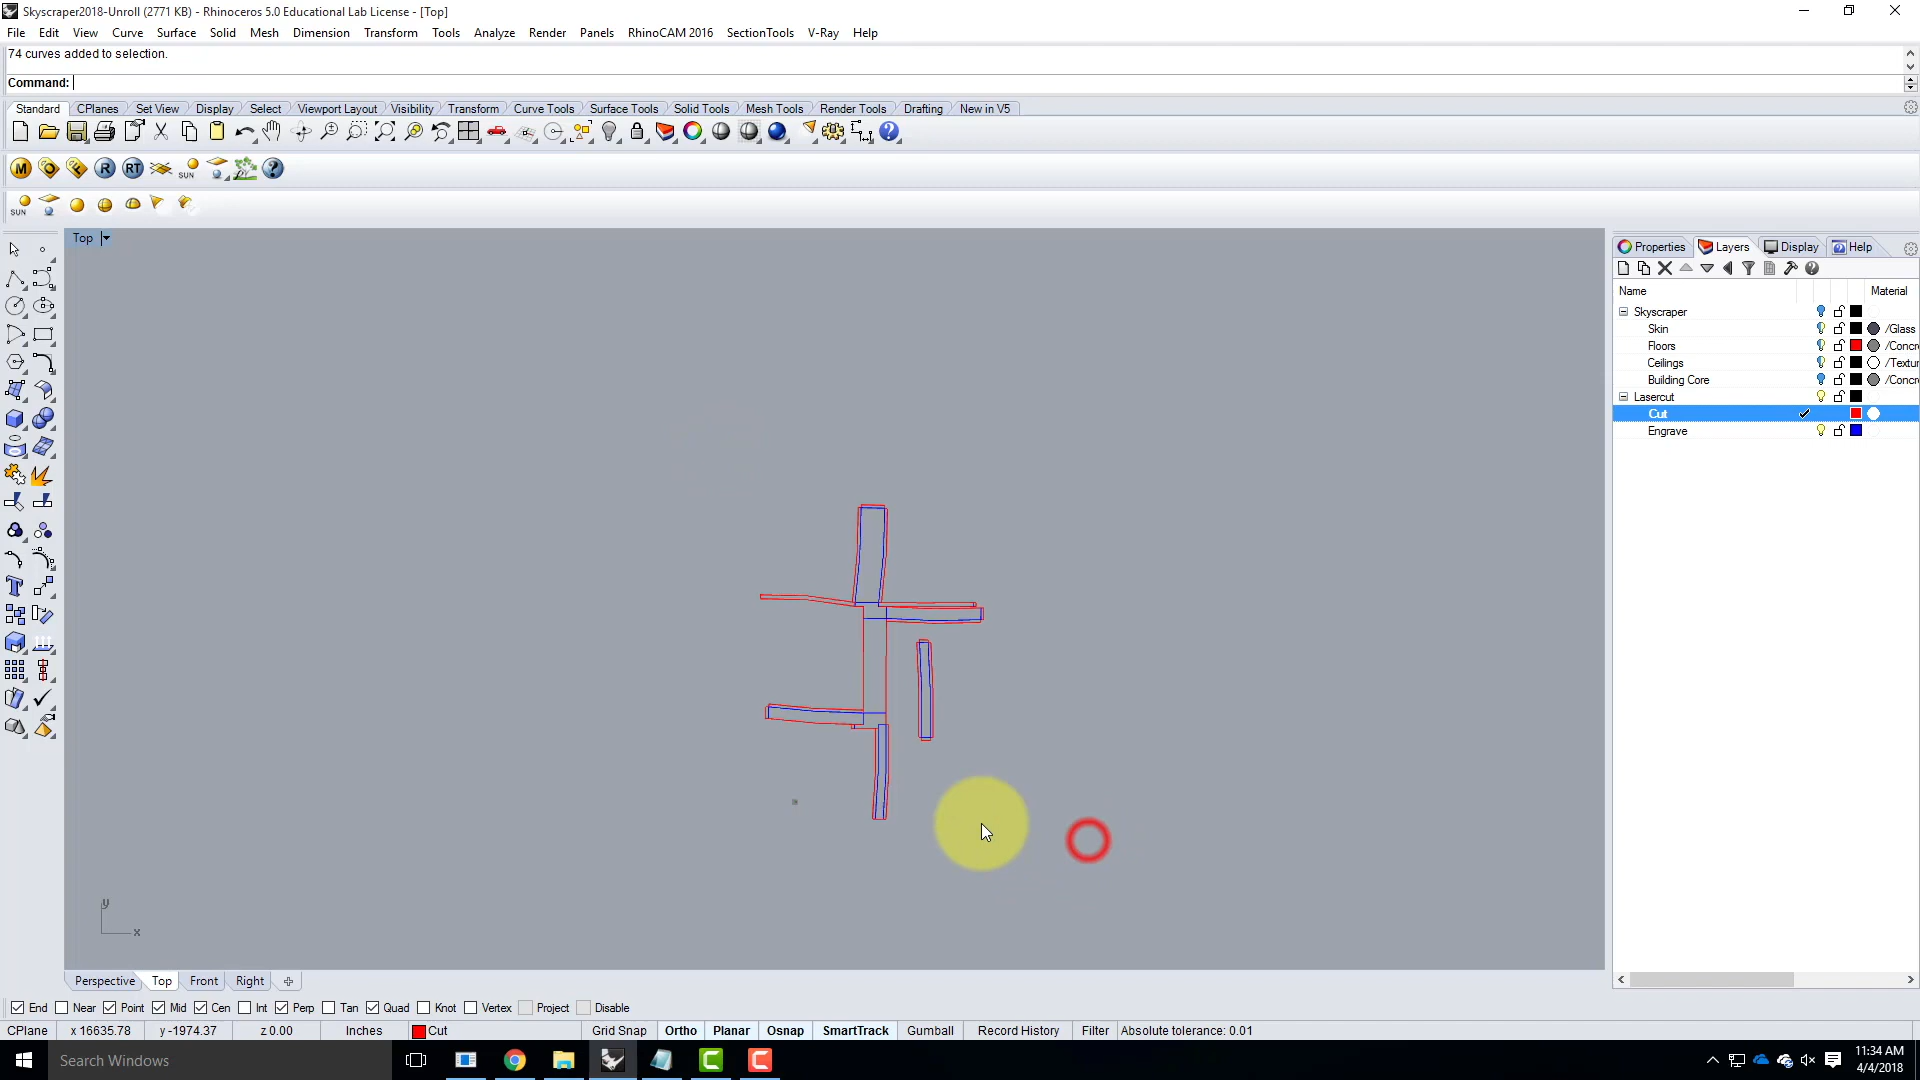 Skyscraper2018-Unroll (2771 KB) - Rhinoceros 5.0 Educational Lab License - [Top]
File Edit View Curve Surface Solid Mesh Dimension Transform Tools Analyze Render Panels RhinoCAM 2016 SectionTools V-Ray Help
74 curves added to selection.
Command:
Standard CPlanes Set View Display Select Viewport Layout Visibility Transform Curve Tools Surface Tools Solid Tools Mesh Tools Render Tools Drafting New in V5
M O F R RT SUN ?
SUN
Top
Properties Layers Display Help
Name Material
Skyscraper
Skin /Glass
Floors /Concre
Ceilings /Textur
Building Core /Concre
Lasercut
Cut
Engrave
y
x
Perspective Top Front Right
End Near Point Mid Cen Int Perp Tan Quad Knot Vertex Project Disable
CPlane x 16635.78 y -1974.37 z 0.00 Inches Cut Grid Snap Ortho Planar Osnap SmartTrack Gumball Record History Filter Absolute tolerance: 0.01
Search Windows
11:34 AM
4/4/2018